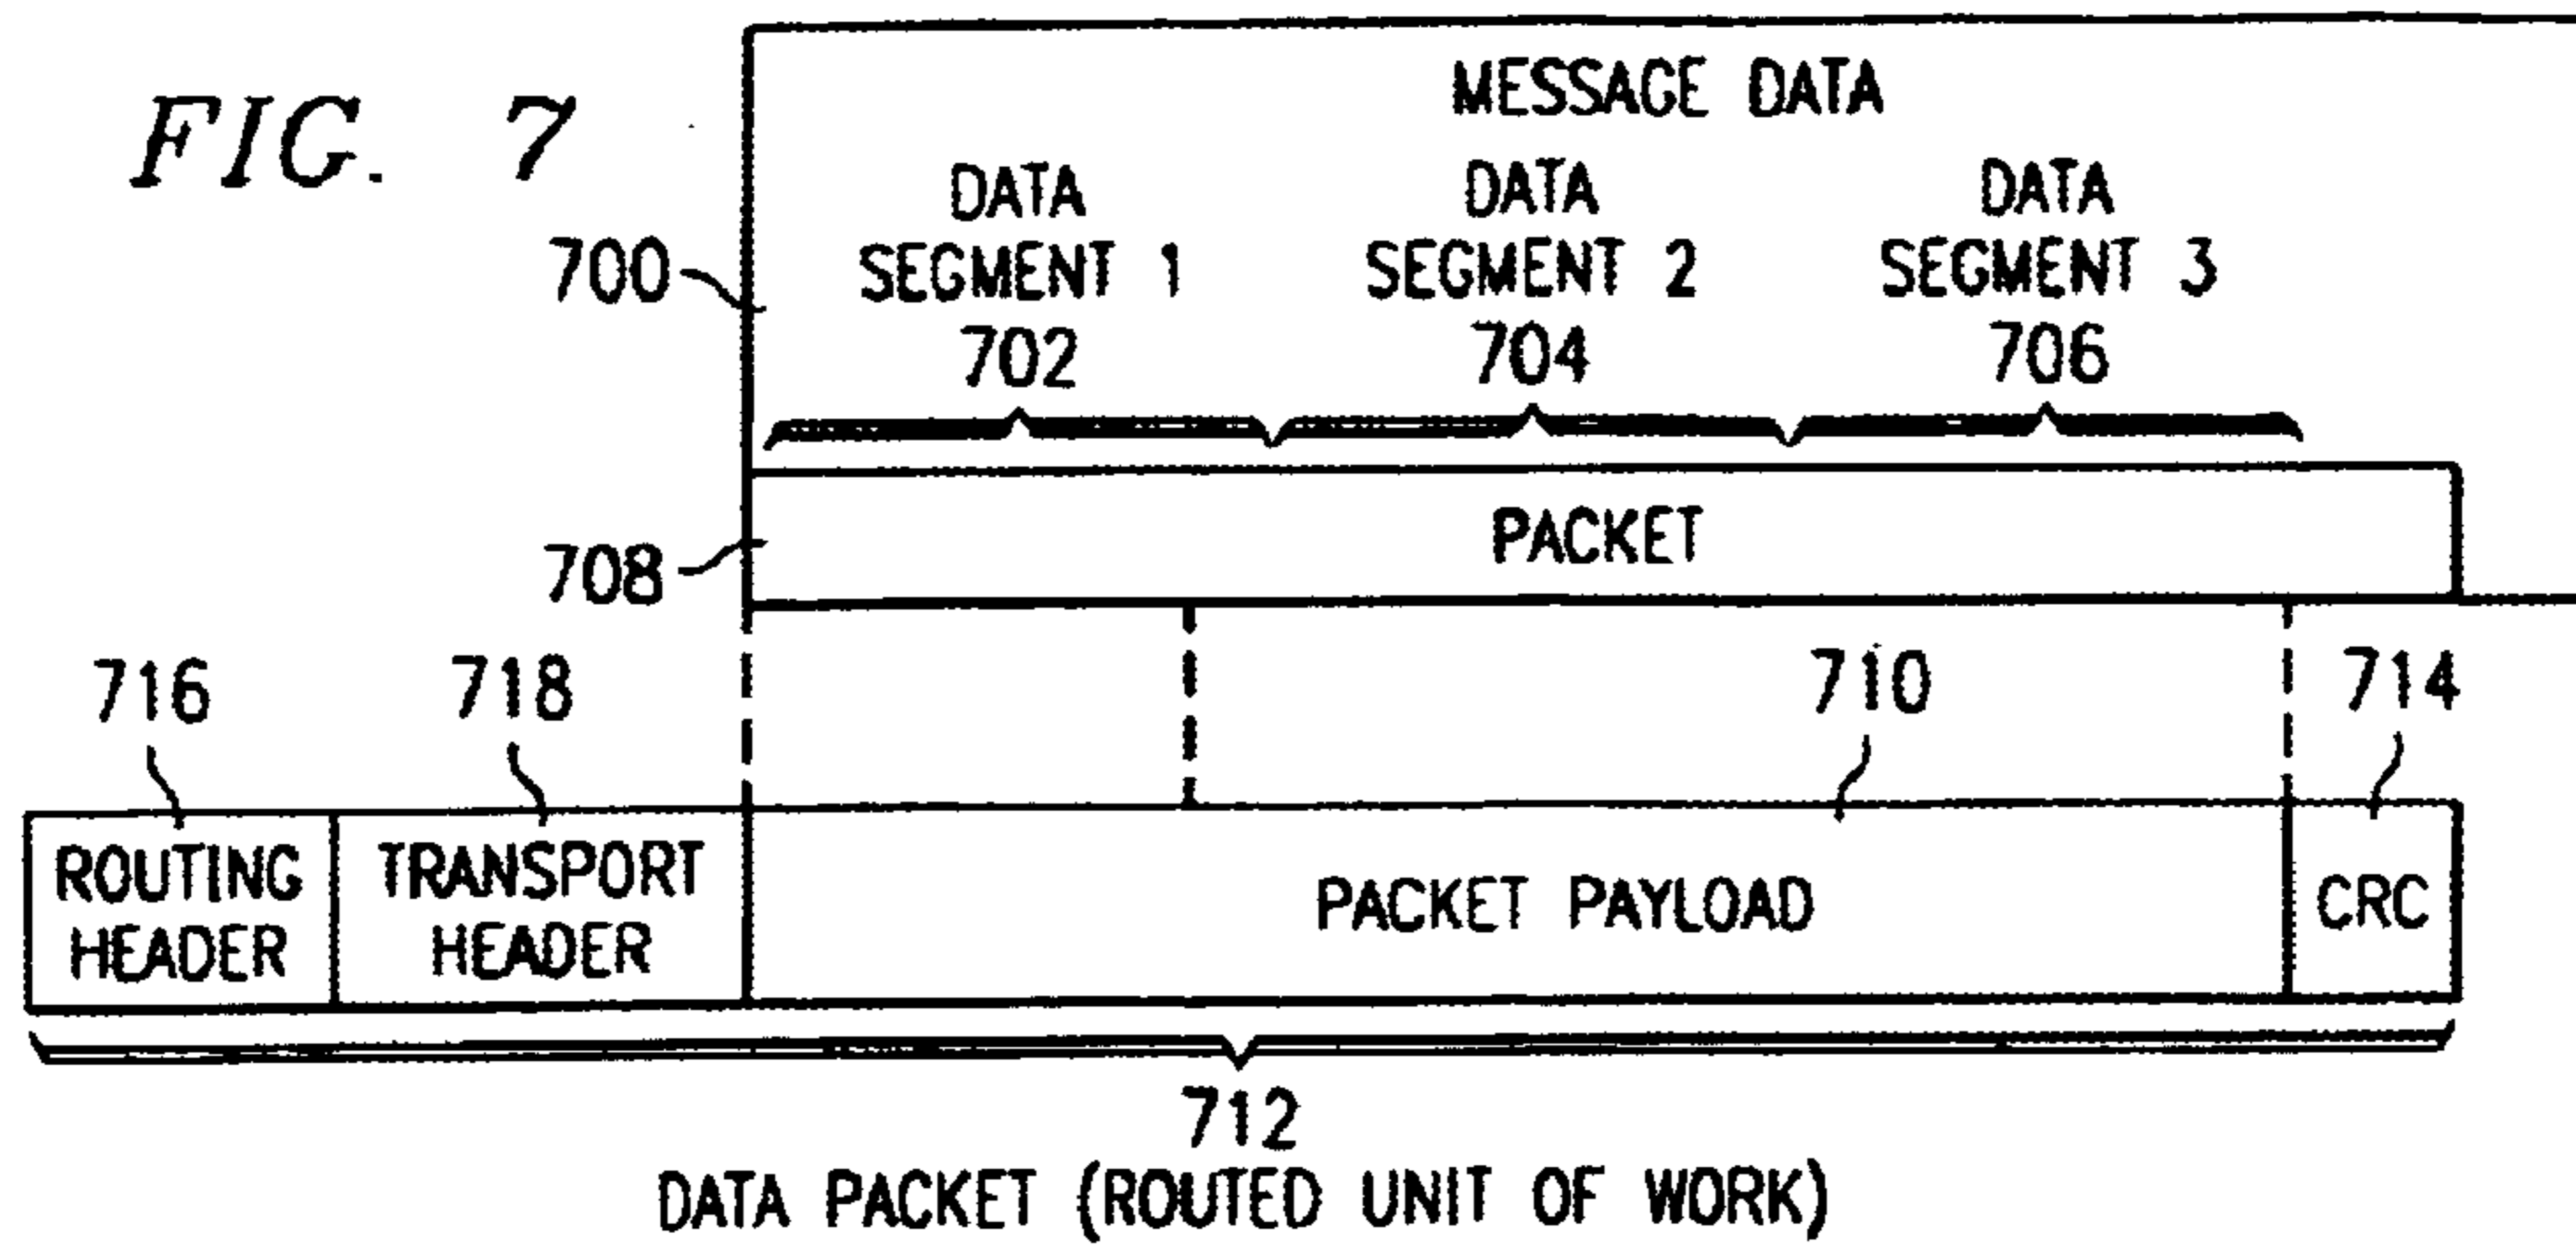 FIG. 7
MESSAGE DATA
DATA
SEGMENT 1
702
DATA
SEGMENT 2
704
DATA
SEGMENT 3
706
700
PACKET
708
716
718
710
714
ROUTING
HEADER
TRANSPORT
HEADER
PACKET PAYLOAD
CRC
712
DATA PACKET (ROUTED UNIT OF WORK)